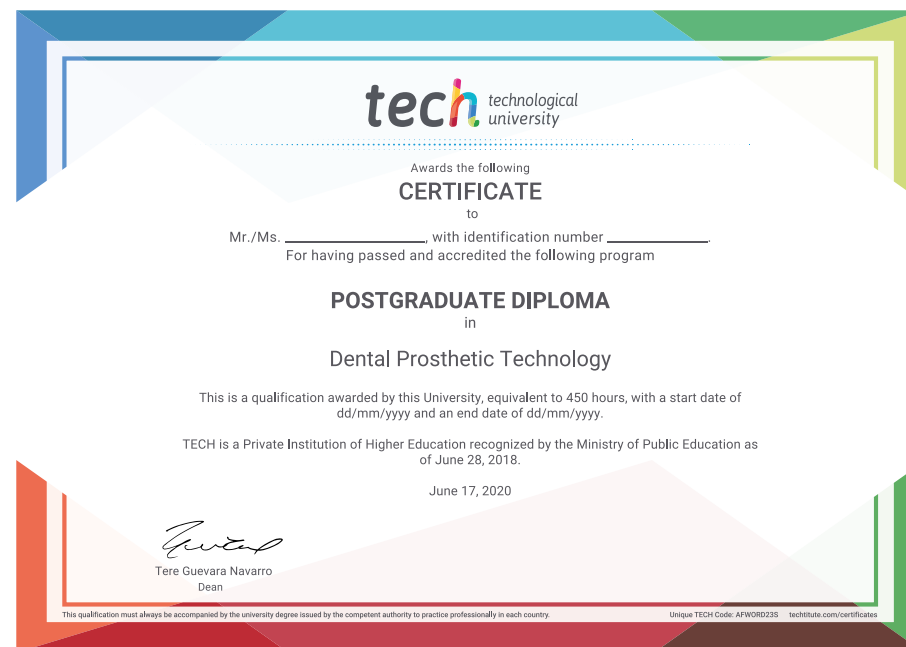 tech technological
university
Awards the following
CERTIFICATE
to
Mr./Ms. ____________________, with identification number ______________.
For having passed and accredited the following program
POSTGRADUATE DIPLOMA
in
Dental Prosthetic Technology
This is a qualification awarded by this University, equivalent to 450 hours, with a start date of
dd/mm/yyyy and an end date of dd/mm/yyyy.
TECH is a Private Institution of Higher Education recognized by the Ministry of Public Education as
of June 28, 2018.
June 17, 2020
Tere Guevara Navarro
Dean
This qualification must always be accompanied by the university degree issued by the competent authority to practice professionally in each country.
Unique TECH Code: AFWORD23S techtitute.com/certificates